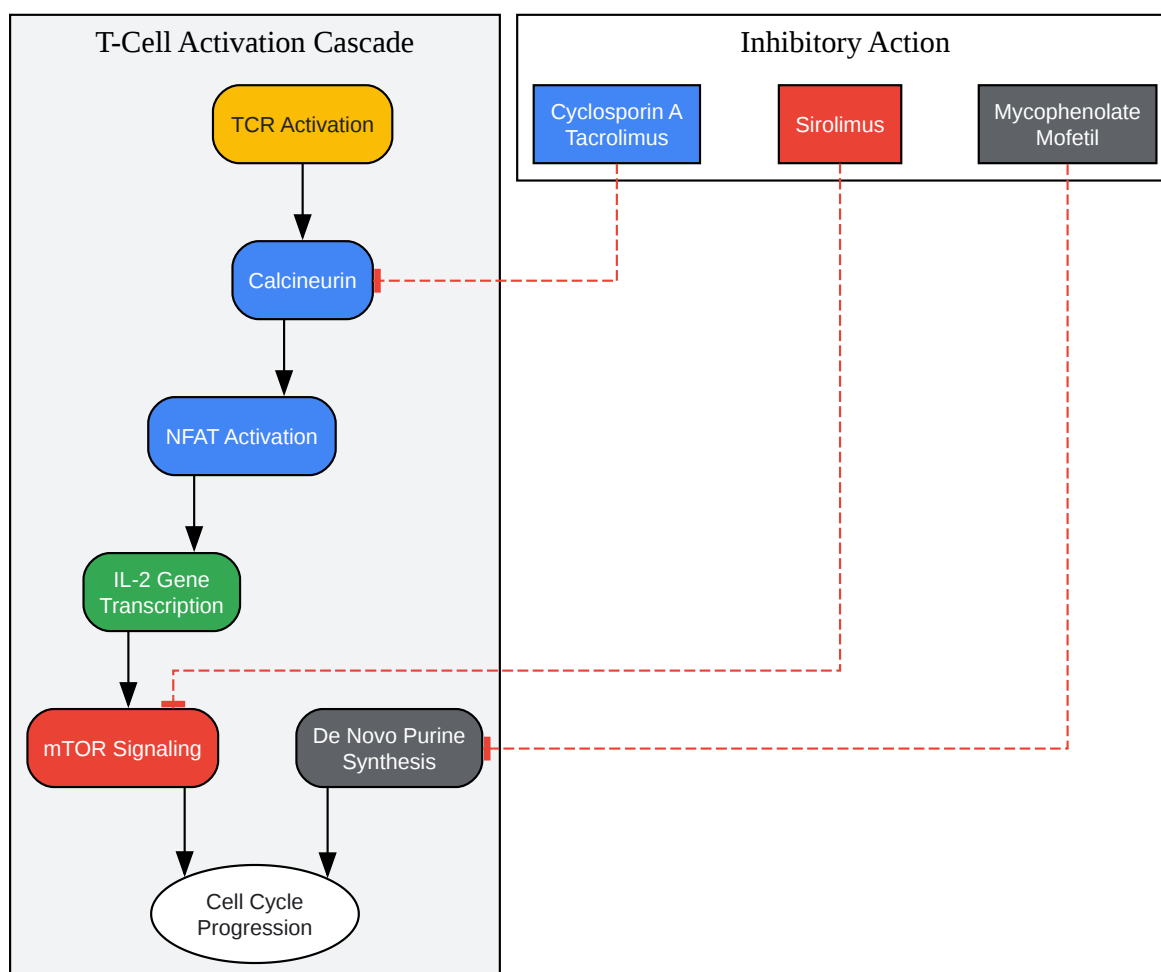 T-Cell Activation Cascade
TCR Activation
Calcineurin
NFAT Activation
IL-2 Gene
Transcription
mTOR Signaling
De Novo Purine
Synthesis
Cell Cycle
Progression
Inhibitory Action
Cyclosporin A
Tacrolimus
Sirolimus
Mycophenolate
Mofetil